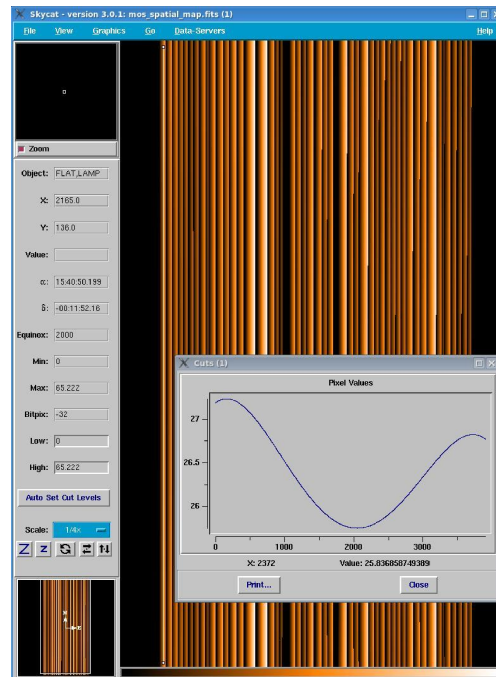 Skycat - version 3.0.1: mos_spatial_map.fits (1)
File View Graphics Go Data-Servers Help
Zoom
Object: FLAT,LAMP
X: 2165.0
Y: 136.0
Value:
α: 15:40:50.199
δ: -00:11:52.16
Equinox: 2000
Min: 0
Max: 65.222
Bitpix: -32
Low: 0
High: 65.222
Auto Set Cut Levels
Scale: 1/4x
Z z
N
E
Cuts (1)
Pixel Values
27
26.5
26
0 1000 2000 3000
X: 2372 Value: 25.836858749389
Print... Close